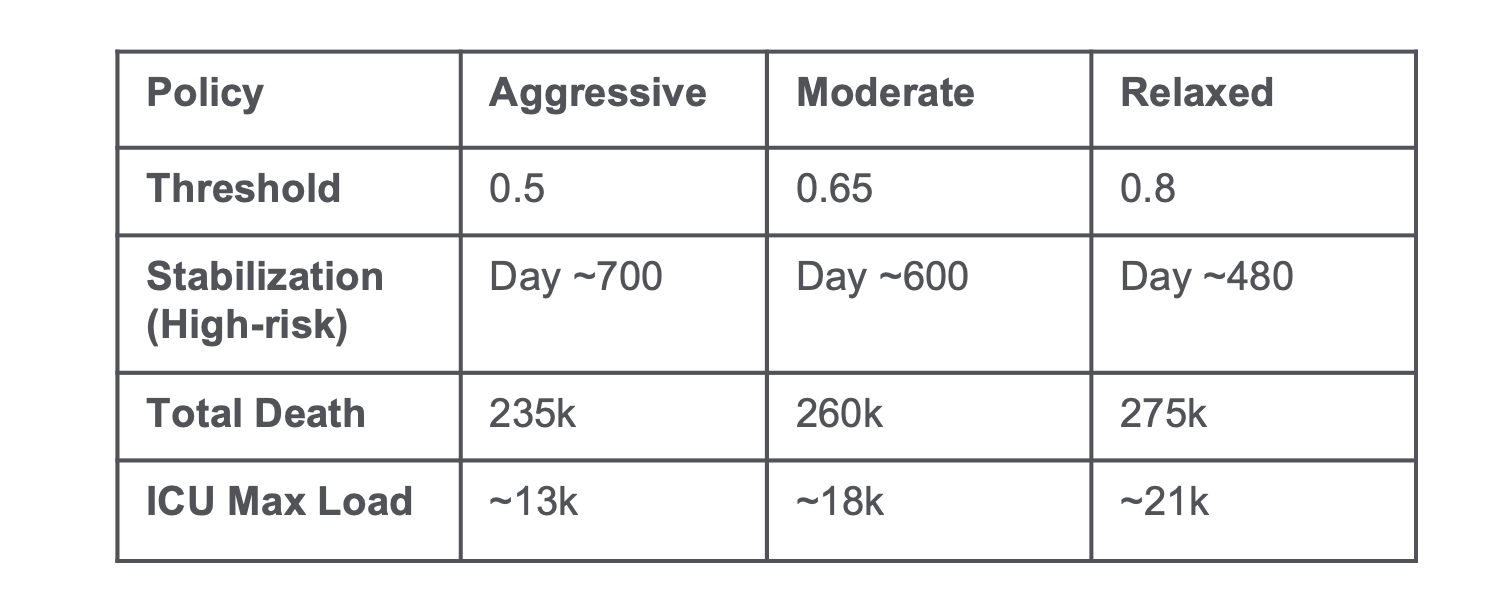 Policy Aggressive Moderate Relaxed
Threshold 0.5 0.65 0.8
Stabilization Day ~700 Day ~600 Day ~480
(High-risk)
Total Death 235k 260k 275k
ICU Max Load ~13k ~18k ~21k